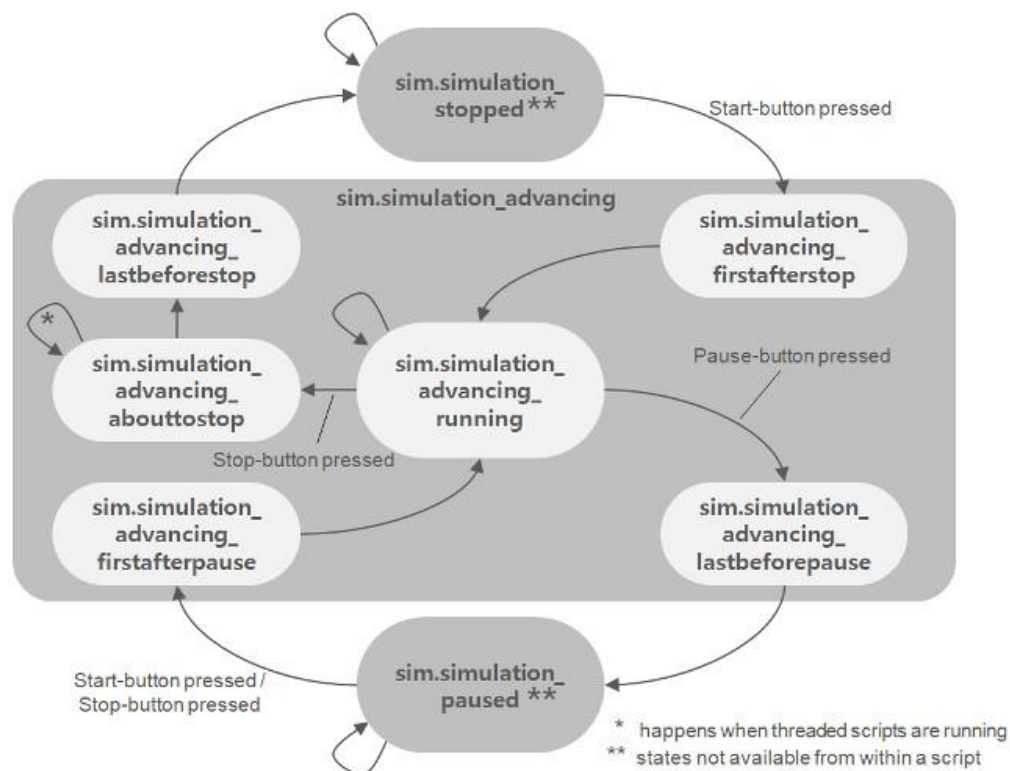 sim.simulation_
stopped**
Start-button pressed
sim.simulation_advancing
sim.simulation_
advancing_
lastbeforestop
sim.simulation_
advancing_
firstafterstop
*
sim.simulation_
advancing_
abouttostop
sim.simulation_
advancing_
running
Pause-button pressed
Stop-button pressed
sim.simulation_
advancing_
firstafterpause
sim.simulation_
advancing_
lastbeforepause
Start-button pressed /
Stop-button pressed
sim.simulation_
paused **
* happens when threaded scripts are running
** states not available from within a script